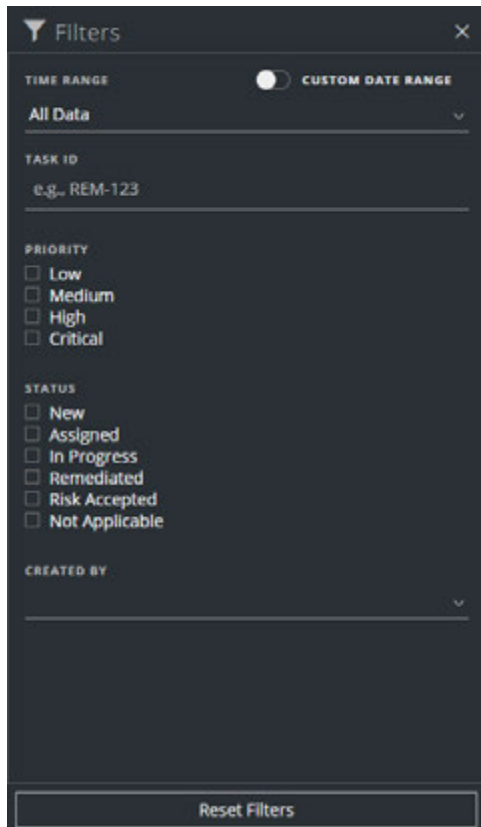 Filters
TIME RANGE CUSTOM DATE RANGE
All Data
TASK ID
e.g., REM-123
PRIORITY
Low
Medium
High
Critical
STATUS
New
Assigned
In Progress
Remediated
Risk Accepted
Not Applicable
CREATED BY
Reset Filters